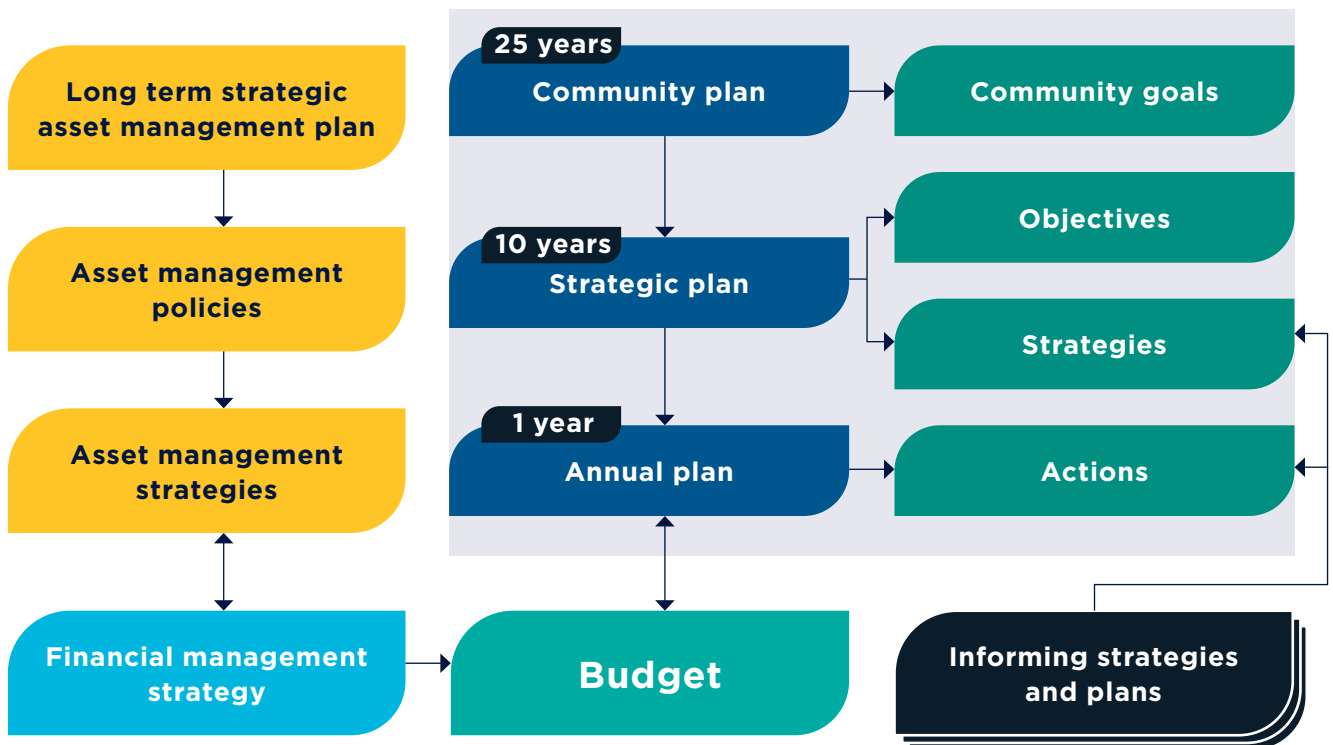 Long term strategic
asset management plan
Asset management
policies
Asset management
strategies
Financial management
strategy
25 years
Community plan
Community goals
10 years
Strategic plan
Objectives
Strategies
1 year
Annual plan
Actions
Budget
Informing strategies
and plans